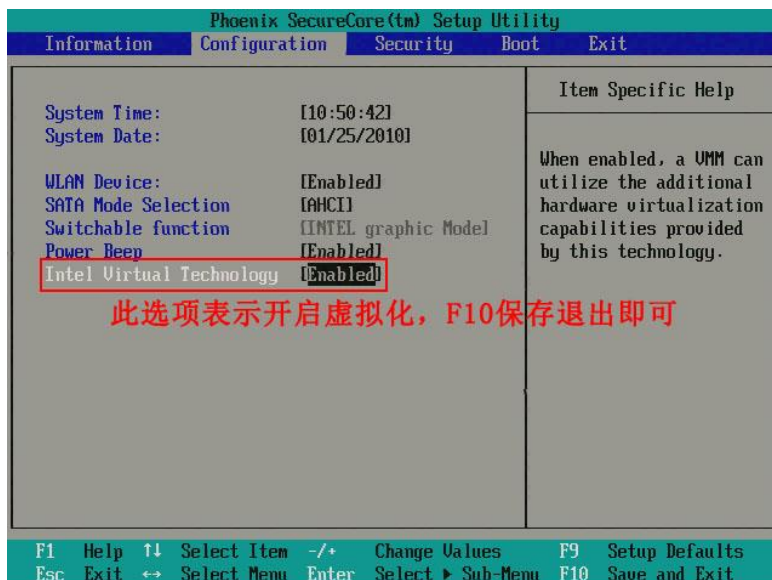 Phoenix SecureCore(tm) Setup Utility
Information Configuration Security Boot Exit
Item Specific Help
System Time: [10:50:42]
System Date: [01/25/2010]
When enabled, a VMM can
WLAN Device: [Enabled] utilize the additional
SATA Mode Selection [AHCI] hardware virtualization
Switchable function [INTEL graphic Mode] capabilities provided
Power Beep [Enabled] by this technology.
Intel Virtual Technology [Enabled]
此选项表示开启虚拟化，F10保存退出即可
F1 Help ↑↓ Select Item -/+ Change Values F9 Setup Defaults
Esc Exit ↔ Select Menu Enter Select ▶ Sub-Menu F10 Save and Exit